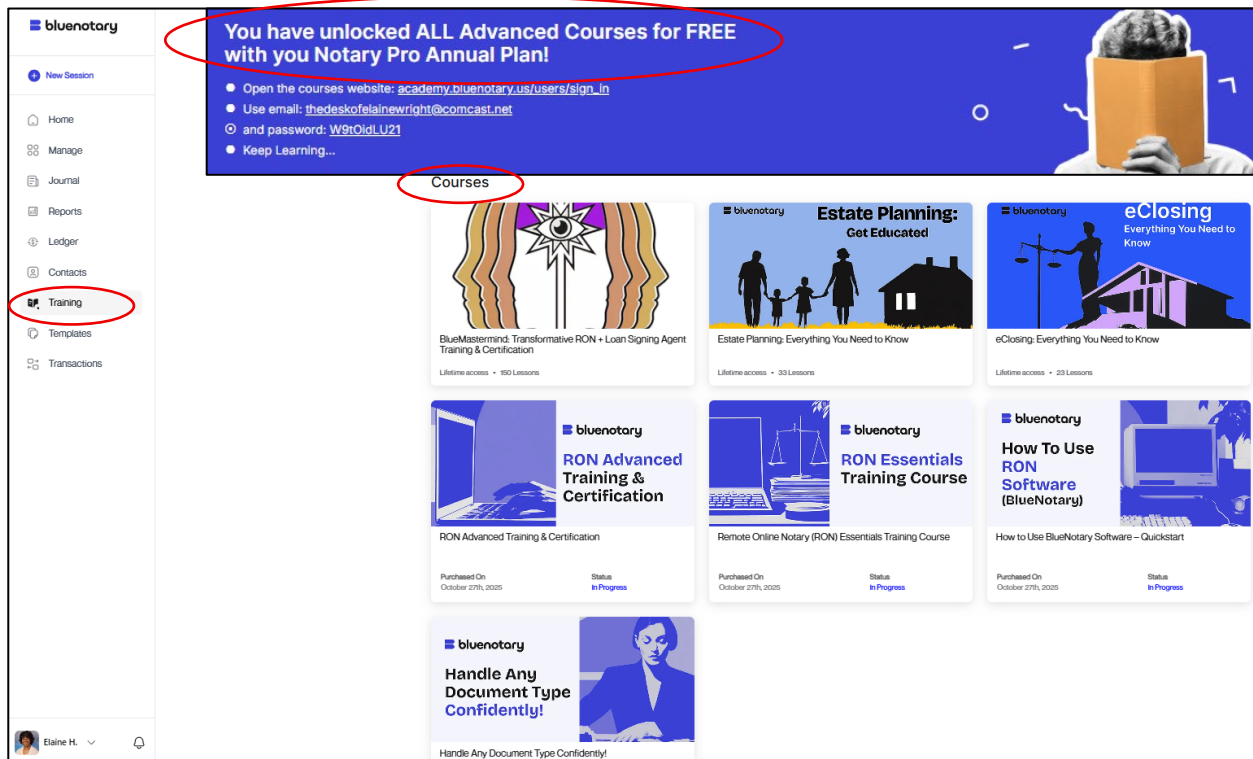 bluenotary
New Session
Home
Manage
Journal
Reports
Ledger
Contacts
Training
Templates
Transactions
Elaine H.
You have unlocked ALL Advanced Courses for FREE
with you Notary Pro Annual Plan!
Open the courses website: academy.bluenotary.us/users/sign_in
Use email: thedeskofelainewright@comcast.net
and password: W9tOidLU21
Keep Learning...
Courses
BlueMastermind: Transformative RON + Loan Signing Agent
Training & Certification
Lifetime access • 150 Lessons
bluenotary
Estate Planning:
Get Educated
Estate Planning: Everything You Need to Know
Lifetime access • 33 Lessons
bluenotary
eClosing
Everything You Need to
Know
eClosing: Everything You Need to Know
Lifetime access • 23 Lessons
bluenotary
RON Advanced
Training &
Certification
RON Advanced Training & Certification
Purchased On Status
October 27th, 2025 In Progress
bluenotary
RON Essentials
Training Course
Remote Online Notary (RON) Essentials Training Course
Purchased On Status
October 27th, 2025 In Progress
bluenotary
How To Use
RON
Software
(BlueNotary)
How to Use BlueNotary Software – Quickstart
Purchased On Status
October 27th, 2025 In Progress
bluenotary
Handle Any
Document Type
Confidently!
Handle Any Document Type Confidently!